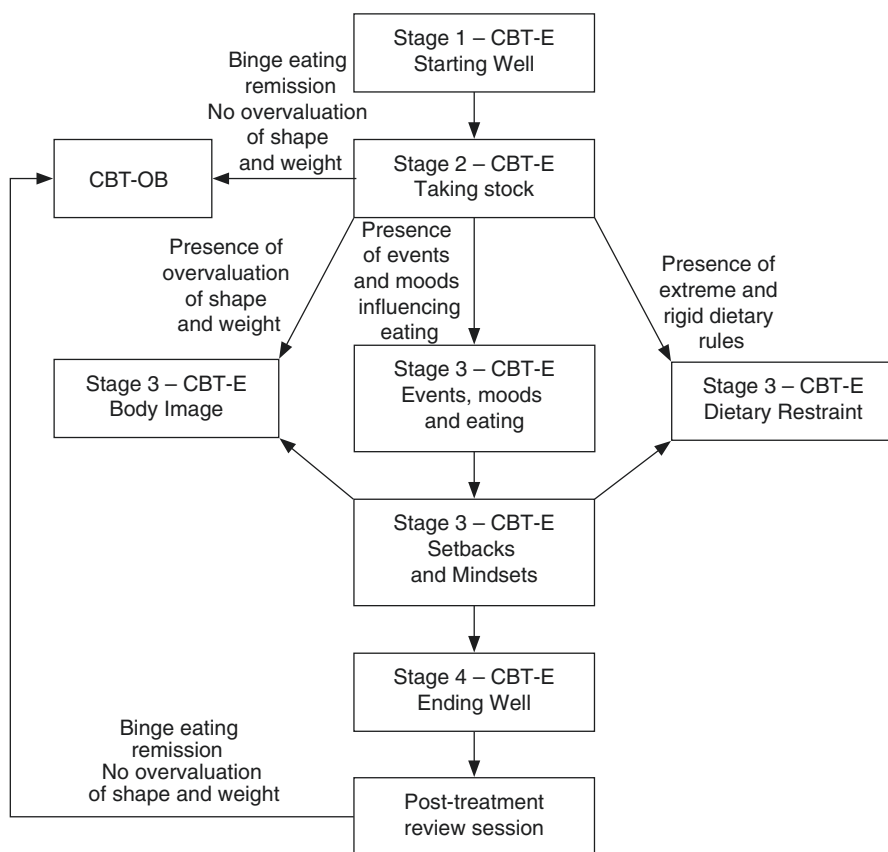 Stage 1 – CBT-E
Starting Well
Binge eating
remission
No overvaluation
of shape
and weight
CBT-OB
Stage 2 – CBT-E
Taking stock
Presence of
overvaluation
of shape
and weight
Presence
of events
and moods
influencing
eating
Presence of
extreme and
rigid dietary
rules
Stage 3 – CBT-E
Body Image
Stage 3 – CBT-E
Events, moods
and eating
Stage 3 – CBT-E
Dietary Restraint
Stage 3 – CBT-E
Setbacks
and Mindsets
Stage 4 – CBT-E
Ending Well
Binge eating
remission
No overvaluation
of shape and weight
Post-treatment
review session